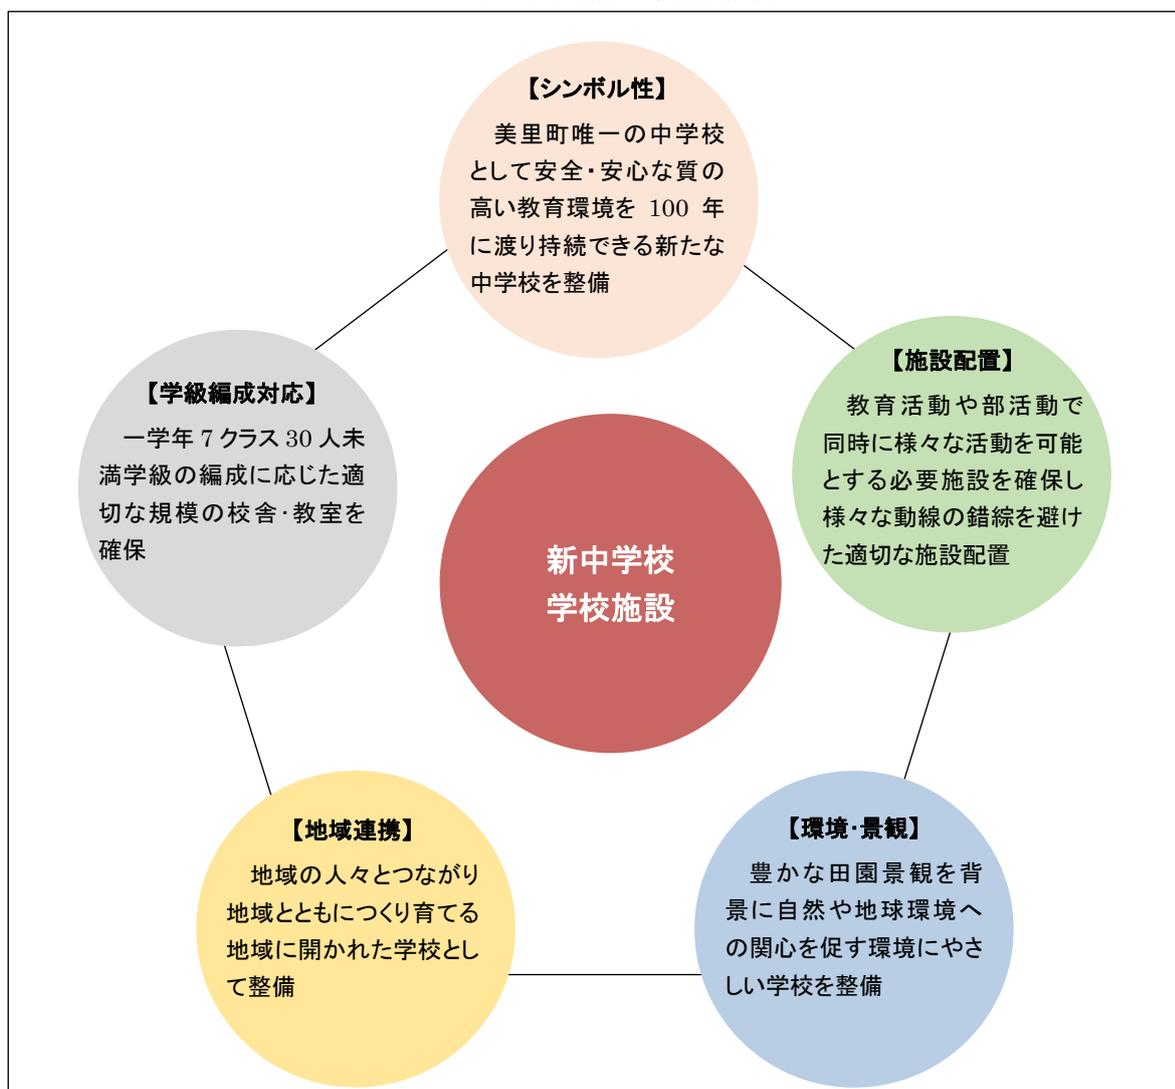 【シンボル性】
美里町唯一の中学校
として安全・安心な質の
高い教育環境を 100 年
に渡り持続できる新たな
中学校を整備
【施設配置】
教育活動や部活動で
同時に様々な活動を可能
とする必要施設を確保し
様々な動線の錯綜を避け
た適切な施設配置
【学級編成対応】
一学年 7 クラス 30 人未
満学級の編成に応じた適
切な規模の校舎・教室を
確保
新中学校
学校施設
【地域連携】
地域の人々とつながり
地域とともにつくり育てる
地域に開かれた学校とし
て整備
【環境・景観】
豊かな田園景観を背
景に自然や地球環境へ
の関心を促す環境にやさ
しい学校を整備